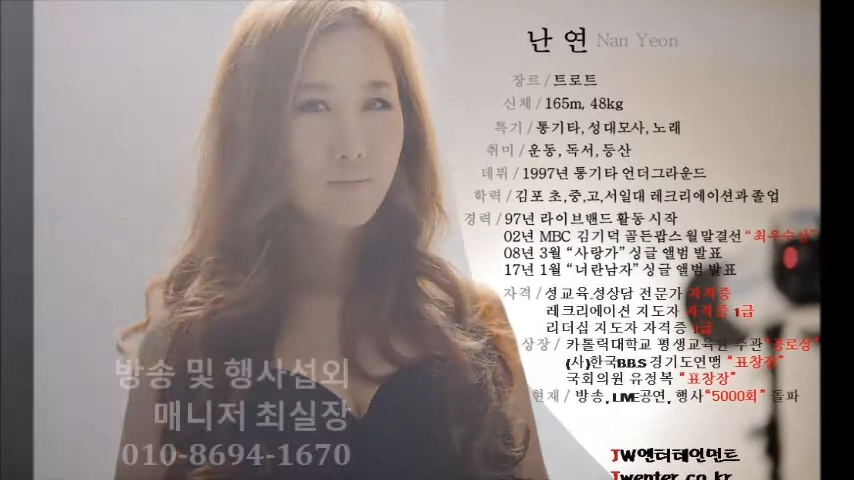 난 연 Nan Yeon
장르 / 트로트
신체 / 165m, 48kg
특기 / 통기타, 성대모사, 노래
취미 / 운동, 독서, 등산
데뷔 / 1997년 통기타 언더그라운드
학력 / 김포 초,중,고,서일대 레크리에이션과 졸업
경력 / 97년 라이브밴드 활동 시작
02년 MBC 김기덕 골든팝스 월말결선 “최우수상”
08년 3월 “사랑가” 싱글 앨범 발표
17년 1월 “너란남자” 싱글 앨범 발표
자격 / 성교육,성상담 전문가 자격증
레크리에이션 지도자 자격증 1급
리더십 지도자 자격증 1급
상장 / 카톨릭대학교 평생교육원 주관 “공로상”
(사)한국B.B.S 경기도연맹 “표창장”
국회의원 유정복 “표창장”
현재 / 방송, LIVE공연, 행사 “5000회” 돌파
방송 및 행사섭외
매니저 최실장
010-8694-1670
JW엔터테인먼트
Jwenter.co.kr